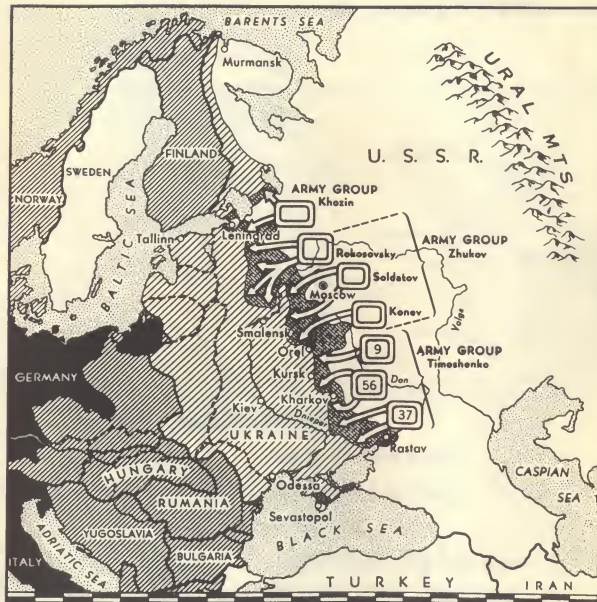 BARENTS SEA
Murmansk
URAL MTS
U. S. S. R.
FINLAND
SWEDEN
NORWAY
ARMY GROUP
Khozin
BALTIC SEA
Tallinn
Leningrad
Rokosovsky
ARMY GROUP
Zhukov
Soldatov
Moscow
Konev
Volga
Smalensk
Orel
9
ARMY GROUP
Timoshenko
GERMANY
Kursk
56
Don
Kharkov
37
Kiev
Dnieper
UKRAINE
Rastav
HUNGARY
CASPIAN
SEA
RUMANIA
Odessa
Sevastopol
BLACK SEA
YUGOSLAVIA
ADRIATIC SEA
ITALY
BULGARIA
TURKEY
IRAN